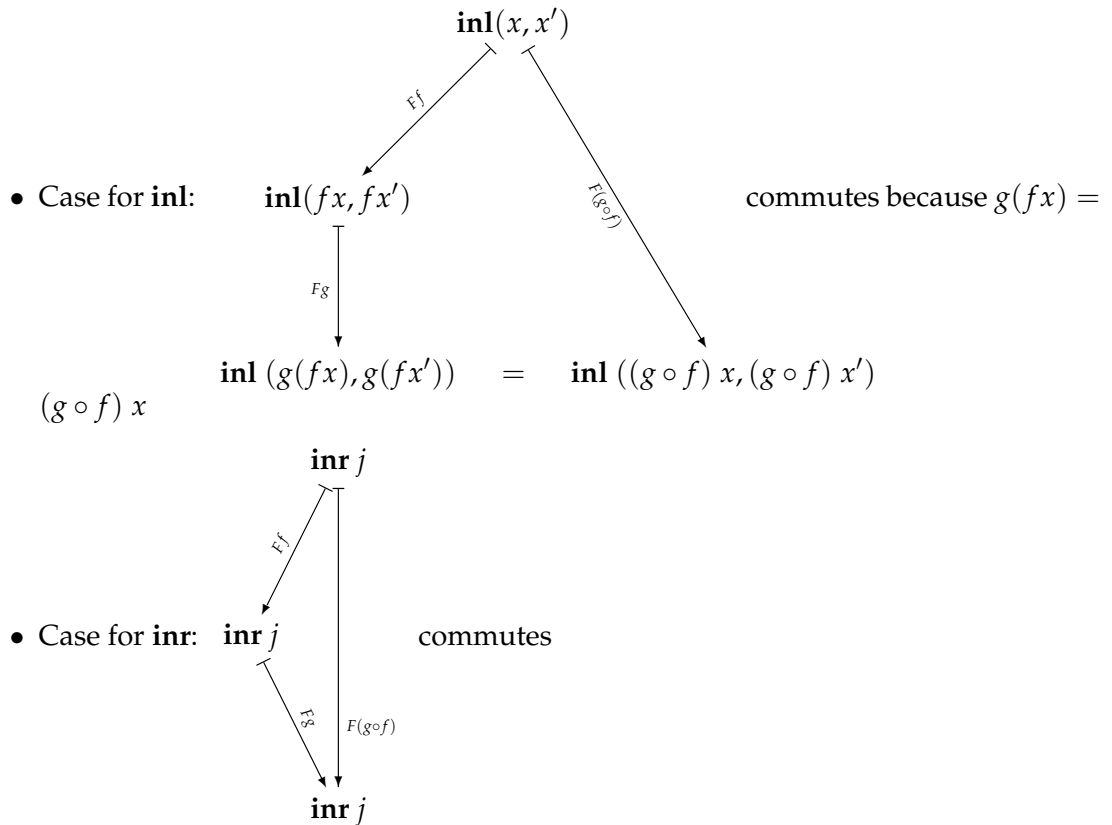 inl(x, x′)
Ff
• Case for inl: inl(fx, fx′) F(g∘f) commutes because g(fx) =
Fg
inl (g(fx), g(fx′)) = inl ((g ∘ f) x, (g ∘ f) x′)
(g ∘ f) x
inr j
Ff
• Case for inr: inr j commutes
Fg F(g∘f)
inr j